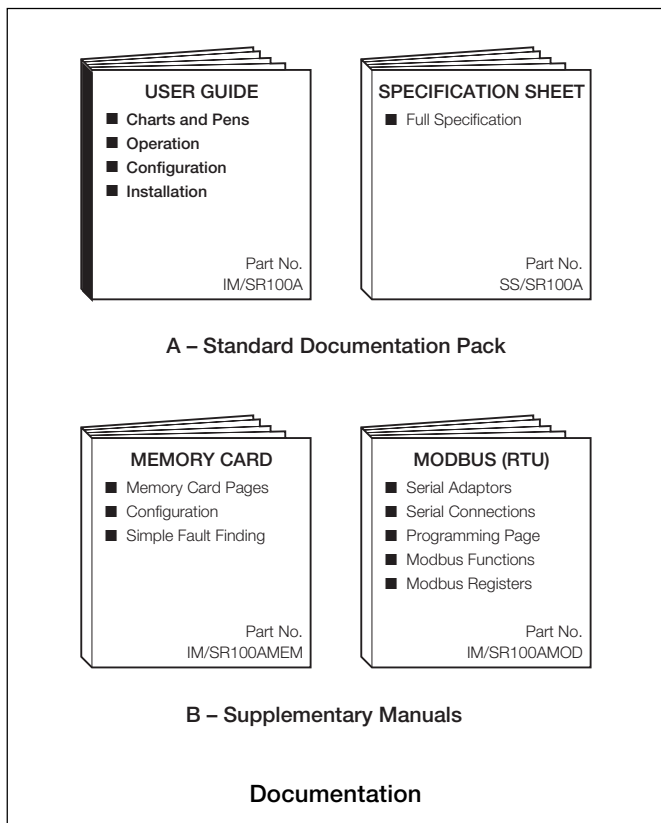 USER GUIDE
■ Charts and Pens
■ Operation
■ Configuration
■ Installation
Part No.
IM/SR100A
SPECIFICATION SHEET
■ Full Specification
Part No.
SS/SR100A
A – Standard Documentation Pack
MEMORY CARD
■ Memory Card Pages
■ Configuration
■ Simple Fault Finding
Part No.
IM/SR100AMEM
MODBUS (RTU)
■ Serial Adaptors
■ Serial Connections
■ Programming Page
■ Modbus Functions
■ Modbus Registers
Part No.
IM/SR100AMOD
B – Supplementary Manuals
Documentation